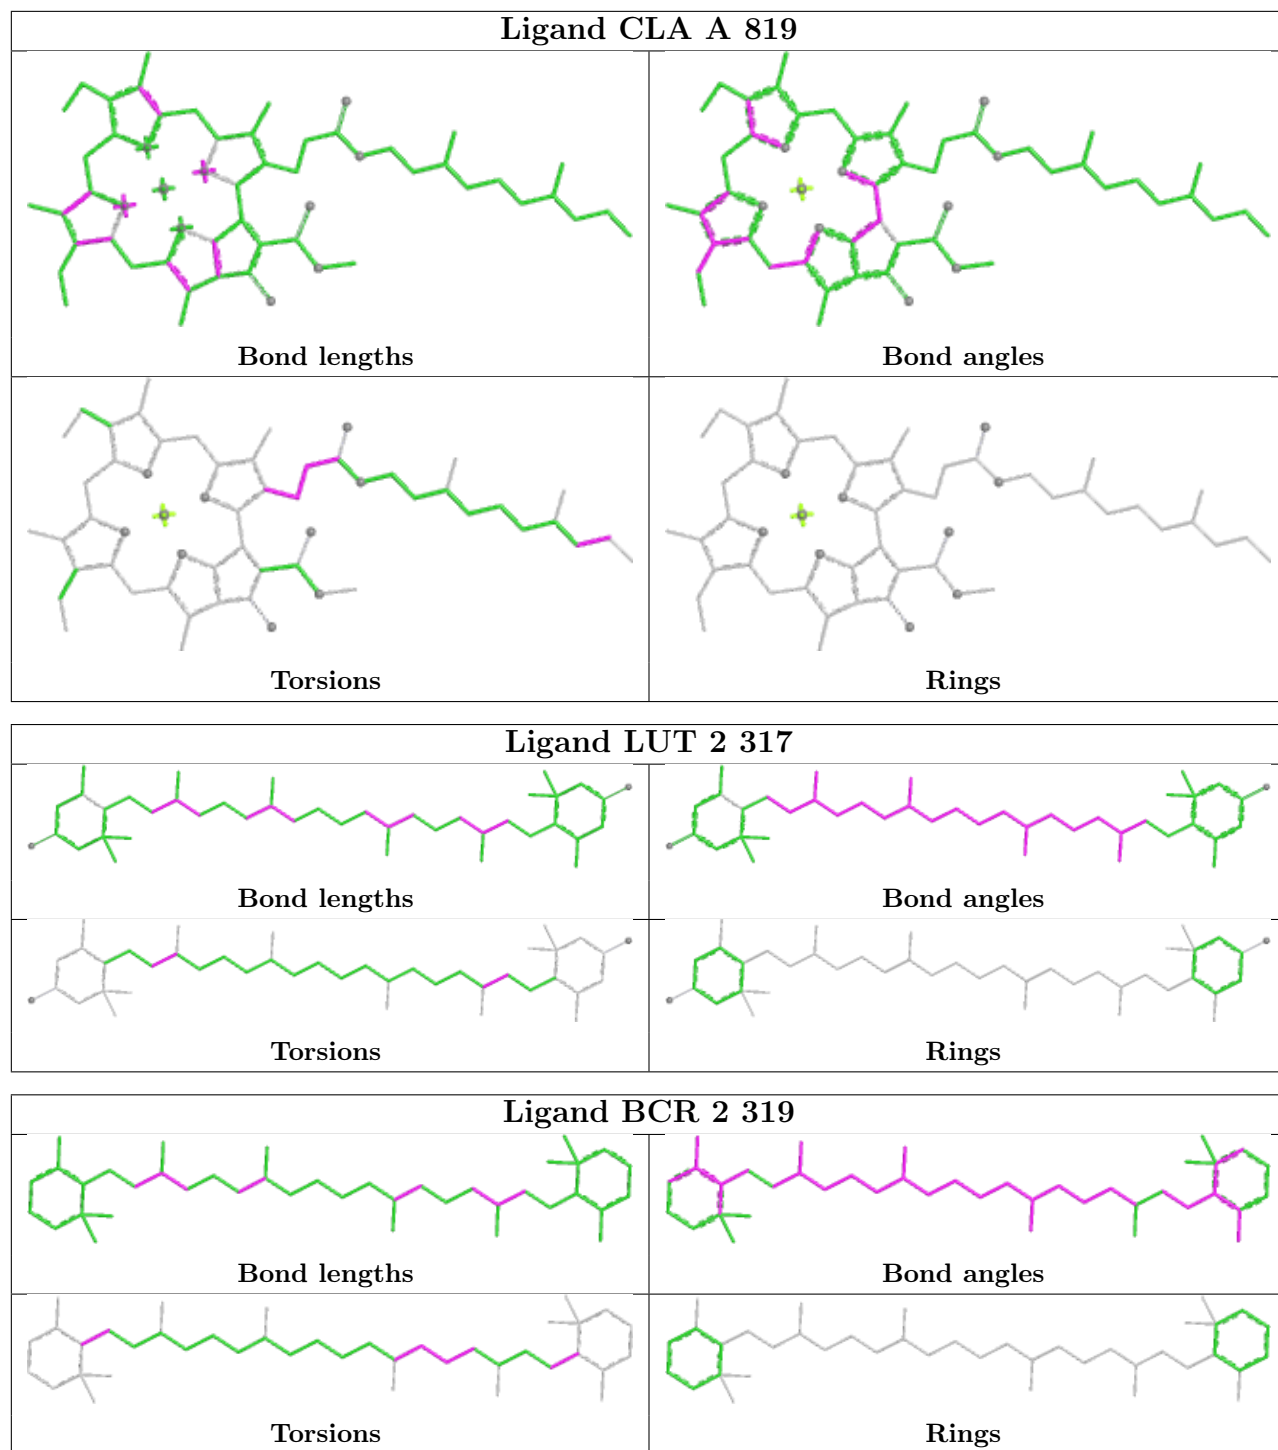 Ligand CLA A 819
Bond lengths
Bond angles
Torsions
Rings
Ligand LUT 2 317
Bond lengths
Bond angles
Torsions
Rings
Ligand BCR 2 319
Bond lengths
Bond angles
Torsions
Rings